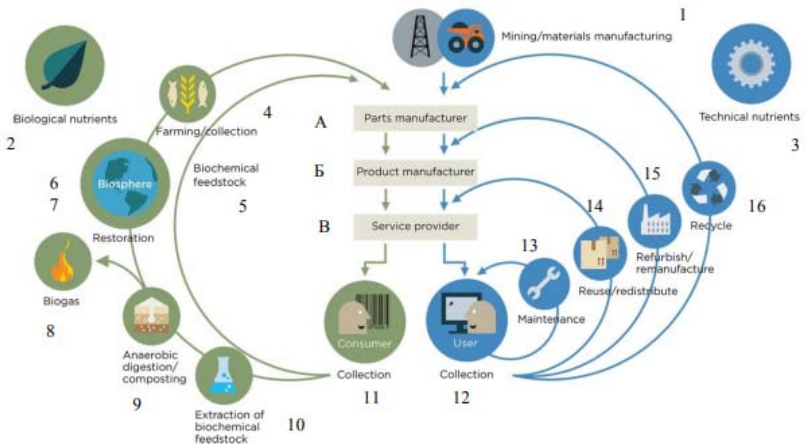 1
Mining/materials manufacturing
Biological nutrients
2
Technical nutrients
3
4
Farming/collection
А
Parts manufacturer
Biochemical
feedstock
5
6
7
Biosphere
Restoration
Б
Product manufacturer
15
16
Recycle
В
Service provider
14
13
Refurbish/
remanufacture
Reuse/redistribute
Maintenance
Biogas
8
Anaerobic
digestion/
composting
9
Extraction of
biochemical
feedstock
10
Consumer
Collection
11
User
Collection
12